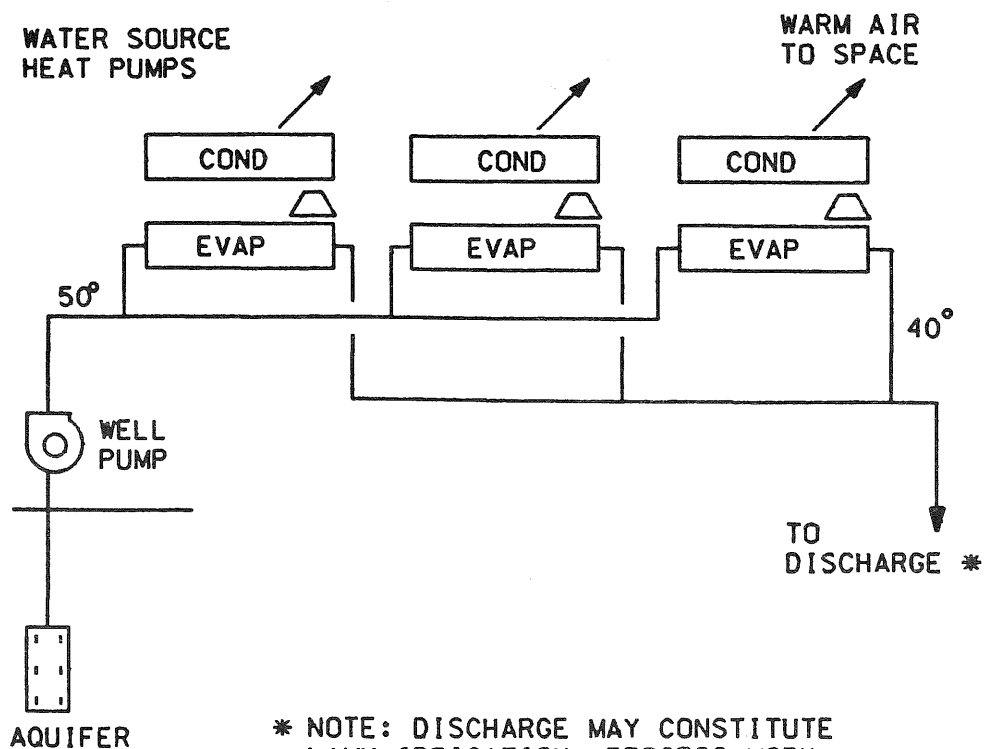 WATER SOURCE
HEAT PUMPS
WARM AIR
TO SPACE
COND
COND
COND
EVAP
EVAP
EVAP
50°
40°
WELL
PUMP
TO
DISCHARGE *
AQUIFER
* NOTE: DISCHARGE MAY CONSTITUTE